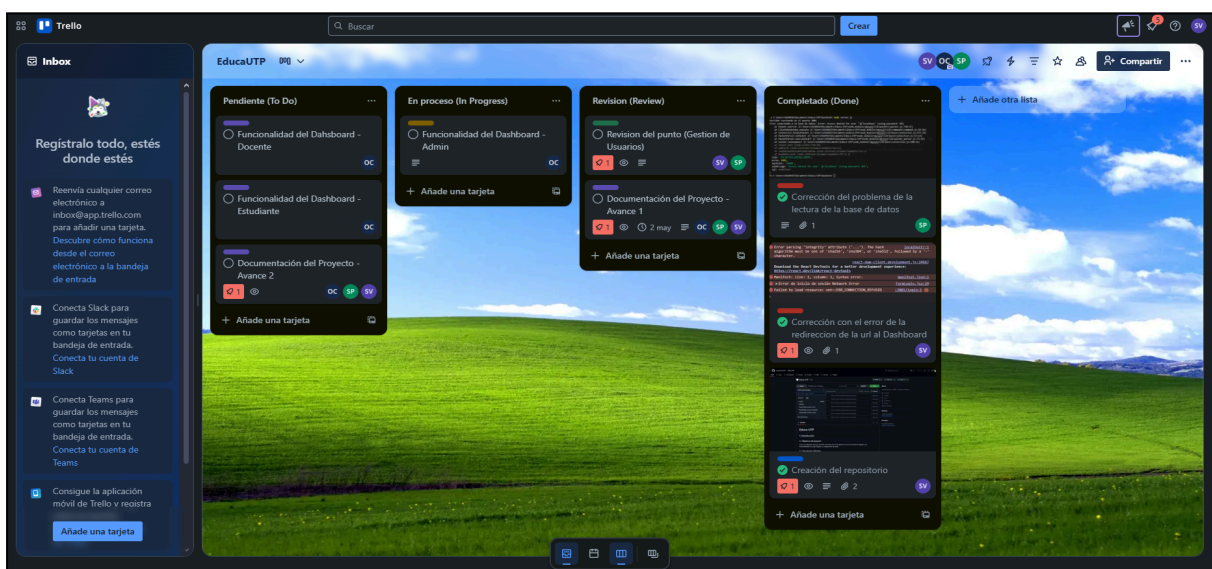 Trello
Buscar
Crear
5
SV
Inbox
Regístralo todo, estés
donde estés
Reenvía cualquier correo
electrónico a
inbox@app.trello.com
para añadir una tarjeta.
Descubre cómo funciona
desde el correo
electrónico a la bandeja
de entrada
Conecta Slack para
guardar los mensajes
como tarjetas en tu
bandeja de entrada.
Conecta tu cuenta de
Slack
Conecta Teams para
guardar los mensajes
como tarjetas en tu
bandeja de entrada.
Conecta tu cuenta de
Teams
Consigue la aplicación
móvil de Trello y registra
Añade una tarjeta
EducaUTP
SV OC SP
Compartir
Pendiente (To Do)
Funcionalidad del Dahsboard -
Docente
OC
Funcionalidad del Dashboard -
Estudiante
OC
Documentación del Proyecto -
Avance 2
1 OC SP SV
+ Añade una tarjeta
En proceso (In Progress)
Funcionalidad del Dashboard -
Admin
OC
+ Añade una tarjeta
Revision (Review)
Revision del punto (Gestion de
Usuarios)
1 SV SP
Documentación del Proyecto -
Avance 1
1 2 may OC SP SV
+ Añade una tarjeta
Completado (Done)
Corrección del problema de la
lectura de la base de datos
1 SP
Corrección con el error de la
redireccion de la url al Dashboard
1 1 SV
Creación del repositorio
1 2 SV
+ Añade una tarjeta
+ Añade otra lista